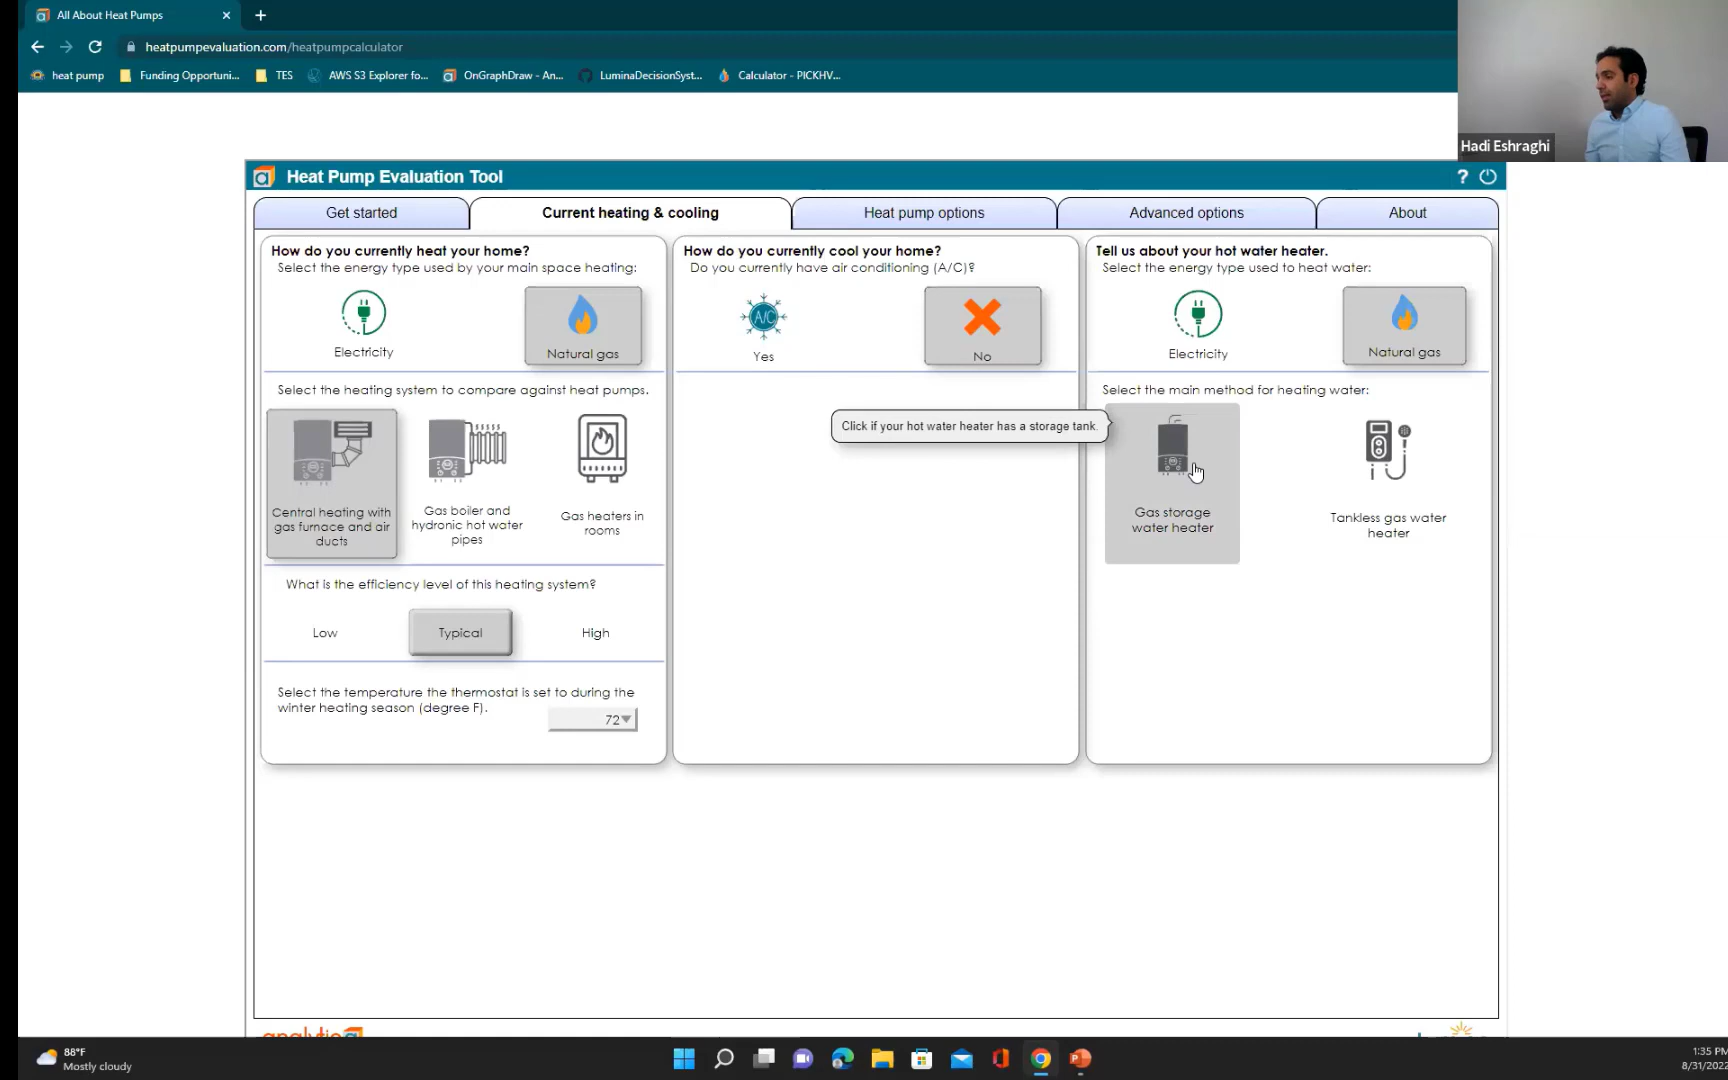 All About Heat Pumps
heatpumpevaluation.com/heatpumpcalculator
heat pump
Funding Opportuni...
TES
AWS S3 Explorer fo...
OnGraphDraw - An...
LuminaDecisionSyst...
Calculator - PICKHV...
Hadi Eshraghi
Heat Pump Evaluation Tool
?
Get started
Current heating & cooling
Heat pump options
Advanced options
About
How do you currently heat your home?
Select the energy type used by your main space heating:
Electricity
Natural gas
Select the heating system to compare against heat pumps.
Central heating with
gas furnace and air
ducts
Gas boiler and
hydronic hot water
pipes
Gas heaters in
rooms
What is the efficiency level of this heating system?
Low
Typical
High
Select the temperature the thermostat is set to during the
winter heating season (degree F).
72
How do you currently cool your home?
Do you currently have air conditioning (A/C)?
A/C
Yes
No
Click if your hot water heater has a storage tank.
Tell us about your hot water heater.
Select the energy type used to heat water:
Electricity
Natural gas
Select the main method for heating water:
Gas storage
water heater
Tankless gas water
heater
analytica
88°F
Mostly cloudy
1:35 PM
8/31/2022